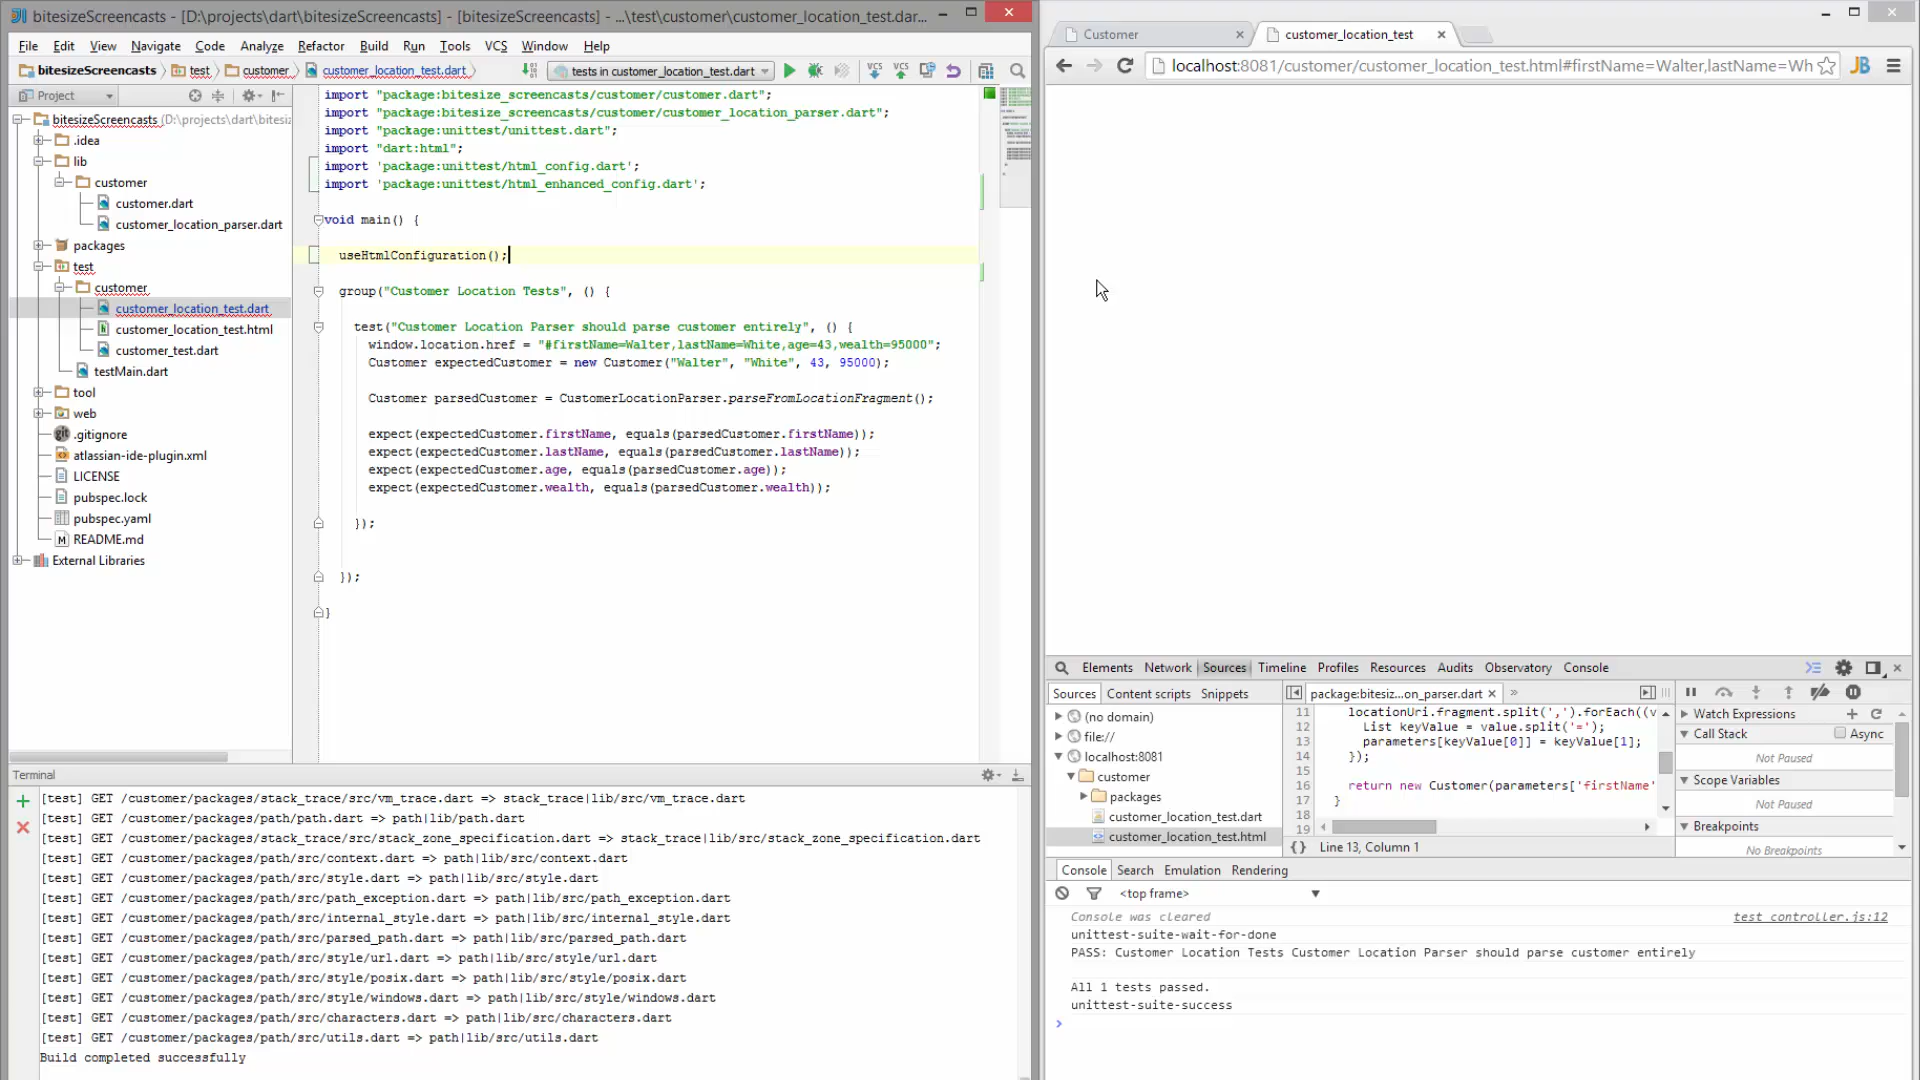 bitesizeScreencasts - [D:\projects\dart\bitesizeScreencasts] - [bitesizeScreencasts] - ...\test\customer\customer_location_test.dar...
File Edit View Navigate Code Analyze Refactor Build Run Tools VCS Window Help
bitesizeScreencasts test customer customer_location_test.dart tests in customer_location_test.dart VCS VCS
Project
bitesizeScreencasts (D:\projects\dart\bitesiz
.idea
lib
customer
customer.dart
customer_location_parser.dart
packages
test
customer
customer_location_test.dart
customer_location_test.html
customer_test.dart
testMain.dart
tool
web
.gitignore
atlassian-ide-plugin.xml
LICENSE
pubspec.lock
pubspec.yaml
README.md
External Libraries
import "package:bitesize_screencasts/customer/customer.dart";
import "package:bitesize_screencasts/customer/customer_location_parser.dart";
import "package:unittest/unittest.dart";
import "dart:html";
import 'package:unittest/html_config.dart';
import 'package:unittest/html_enhanced_config.dart';
void main() {
useHtmlConfiguration();
group("Customer Location Tests", () {
test("Customer Location Parser should parse customer entirely", () {
window.location.href = "#firstName=Walter,lastName=White,age=43,wealth=95000";
Customer expectedCustomer = new Customer("Walter", "White", 43, 95000);
Customer parsedCustomer = CustomerLocationParser.parseFromLocationFragment();
expect(expectedCustomer.firstName, equals(parsedCustomer.firstName));
expect(expectedCustomer.lastName, equals(parsedCustomer.lastName));
expect(expectedCustomer.age, equals(parsedCustomer.age));
expect(expectedCustomer.wealth, equals(parsedCustomer.wealth));
});
});
}
Terminal
[test] GET /customer/packages/stack_trace/src/vm_trace.dart => stack_trace|lib/src/vm_trace.dart
[test] GET /customer/packages/path/path.dart => path|lib/path.dart
[test] GET /customer/packages/stack_trace/src/stack_zone_specification.dart => stack_trace|lib/src/stack_zone_specification.dart
[test] GET /customer/packages/path/src/context.dart => path|lib/src/context.dart
[test] GET /customer/packages/path/src/style.dart => path|lib/src/style.dart
[test] GET /customer/packages/path/src/path_exception.dart => path|lib/src/path_exception.dart
[test] GET /customer/packages/path/src/internal_style.dart => path|lib/src/internal_style.dart
[test] GET /customer/packages/path/src/parsed_path.dart => path|lib/src/parsed_path.dart
[test] GET /customer/packages/path/src/style/url.dart => path|lib/src/style/url.dart
[test] GET /customer/packages/path/src/style/posix.dart => path|lib/src/style/posix.dart
[test] GET /customer/packages/path/src/style/windows.dart => path|lib/src/style/windows.dart
[test] GET /customer/packages/path/src/characters.dart => path|lib/src/characters.dart
[test] GET /customer/packages/path/src/utils.dart => path|lib/src/utils.dart
Build completed successfully
Customer customer_location_test
localhost:8081/customer/customer_location_test.html#firstName=Walter,lastName=Wh JB
Elements Network Sources Timeline Profiles Resources Audits Observatory Console
Sources Content scripts Snippets
(no domain)
file://
localhost:8081
customer
packages
customer_location_test.dart
customer_location_test.html
package:bitesiz...on_parser.dart × »
11 locationUri.fragment.split(',').forEach((v
12 List keyValue = value.split('=');
13 parameters[keyValue[0]] = keyValue[1];
14 });
15
16 return new Customer(parameters['firstName'
17 }
18
19
{} Line 13, Column 1
Watch Expressions
Call Stack Async
Not Paused
Scope Variables
Not Paused
Breakpoints
No Breakpoints
Console Search Emulation Rendering
<top frame>
Console was cleared test_controller.js:12
unittest-suite-wait-for-done
PASS: Customer Location Tests Customer Location Parser should parse customer entirely
All 1 tests passed.
unittest-suite-success